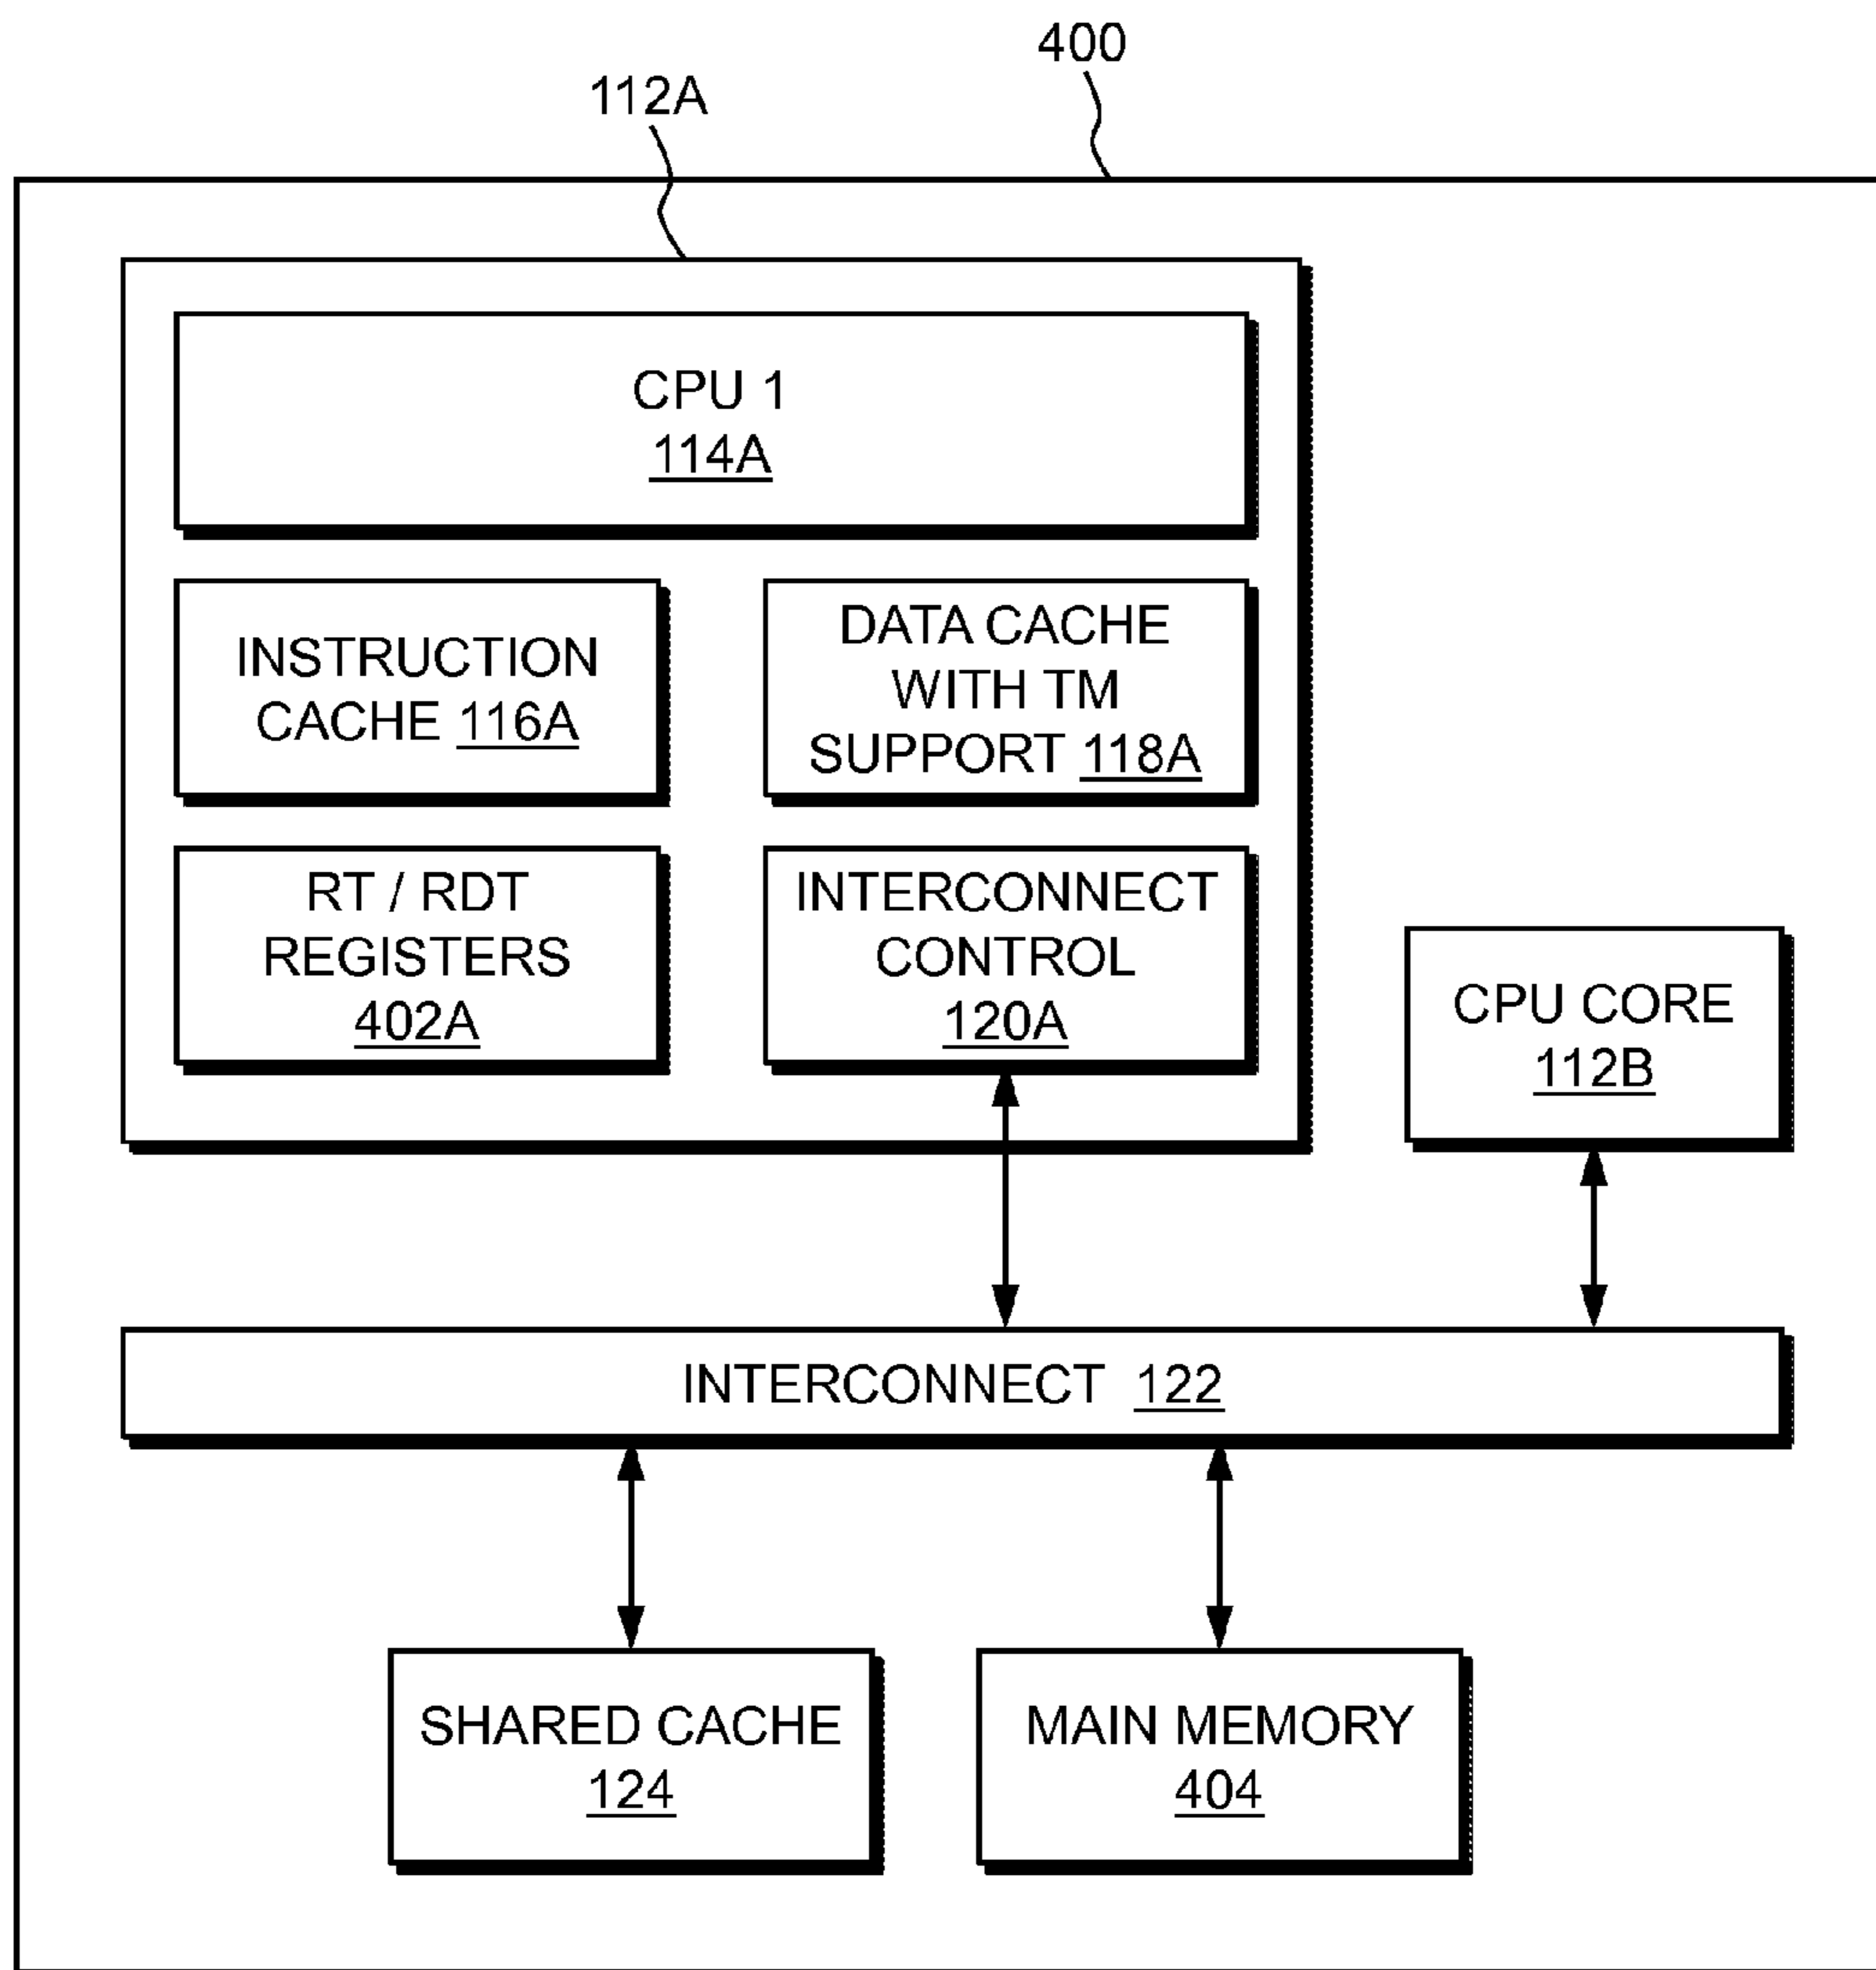 400
112A
CPU 1
114A
INSTRUCTION
CACHE 116A
DATA CACHE
WITH TM
SUPPORT 118A
RT / RDT
REGISTERS
402A
INTERCONNECT
CONTROL
120A
CPU CORE
112B
INTERCONNECT 122
SHARED CACHE
124
MAIN MEMORY
404